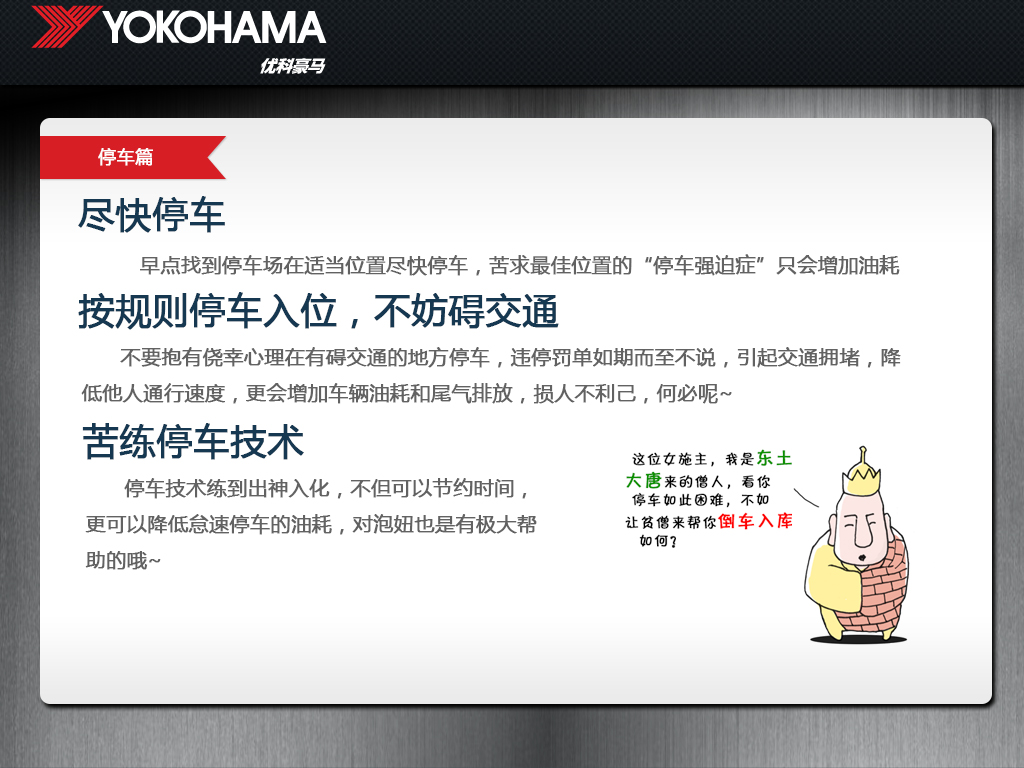 YOKOHAMA
优科豪马
停车篇
尽快停车
早点找到停车场在适当位置尽快停车，苦求最佳位置的“停车强迫症”只会增加油耗
按规则停车入位，不妨碍交通
不要抱有侥幸心理在有碍交通的地方停车，违停罚单如期而至不说，引起交通拥堵，降
低他人通行速度，更会增加车辆油耗和尾气排放，损人不利己，何必呢~
苦练停车技术
停车技术练到出神入化，不但可以节约时间，
更可以降低怠速停车的油耗，对泡妞也是有极大帮
助的哦~
这位女施主，我是东土
大唐来的僧人，看你
停车如此困难，不如
让贫僧来帮你倒车入库
如何?